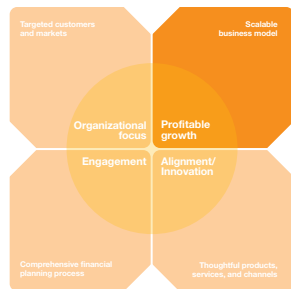 Targeted customers
and markets
Scalable
business model
Organizational
focus
Profitable
growth
Engagement
Alignment/
Innovation
Comprehensive financial
planning process
Thoughtful products,
services, and channels